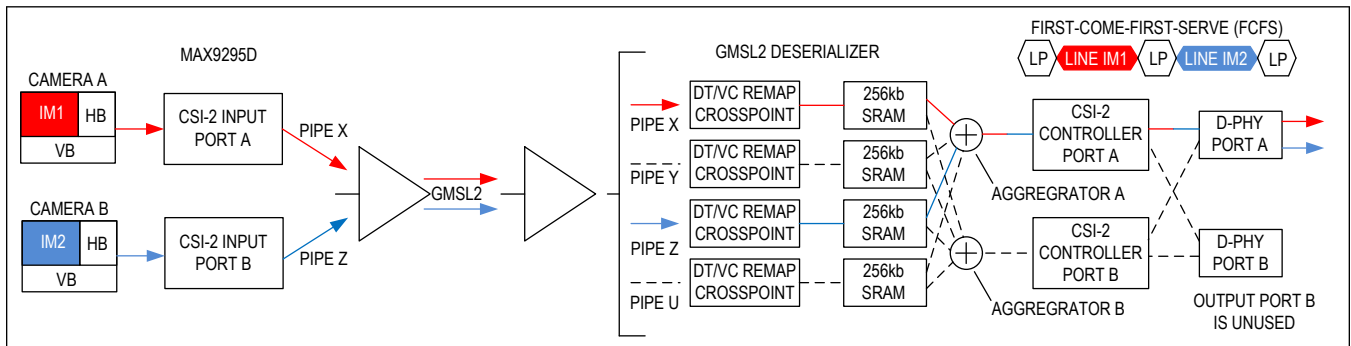 MAX9295D
GMSL2 DESERIALIZER
FIRST-COME-FIRST-SERVE (FCFS)
LP
LINE IM1
LP
LINE IM2
LP
CAMERA A
IM1
HB
VB
CSI-2 INPUT
PORT A
PIPE X
CAMERA B
IM2
HB
VB
CSI-2 INPUT
PORT B
PIPE Z
GMSL2
PIPE X
DT/VC REMAP
CROSSPOINT
256kb
SRAM
PIPE Y
DT/VC REMAP
CROSSPOINT
256kb
SRAM
PIPE Z
DT/VC REMAP
CROSSPOINT
256kb
SRAM
PIPE U
DT/VC REMAP
CROSSPOINT
256kb
SRAM
AGGREGRATOR A
AGGREGRATOR B
CSI-2
CONTROLLER
PORT A
CSI-2
CONTROLLER
PORT B
D-PHY
PORT A
D-PHY
PORT B
OUTPUT PORT B
IS UNUSED